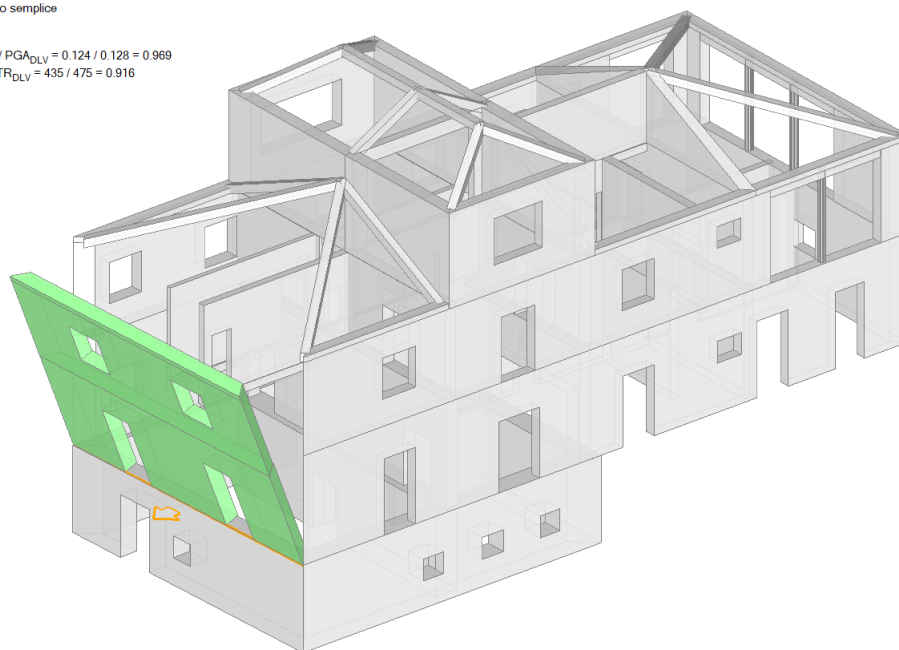 o semplice
/ PGA_DLV = 0.124 / 0.128 = 0.969
TR_DLV = 435 / 475 = 0.916